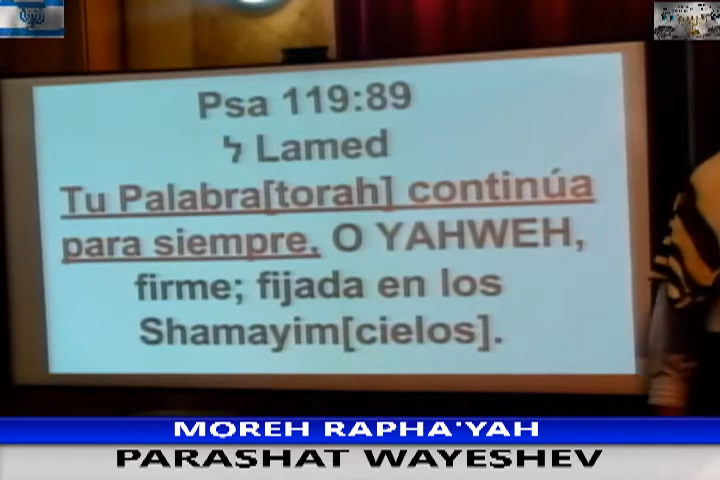 Psa 119:89
ל Lamed
Tu Palabra[torah] continúa
para siempre, O YAHWEH,
firme; fijada en los
Shamayim[cielos].
MOREH RAPHA'YAH
PARASHAT WAYESHEV